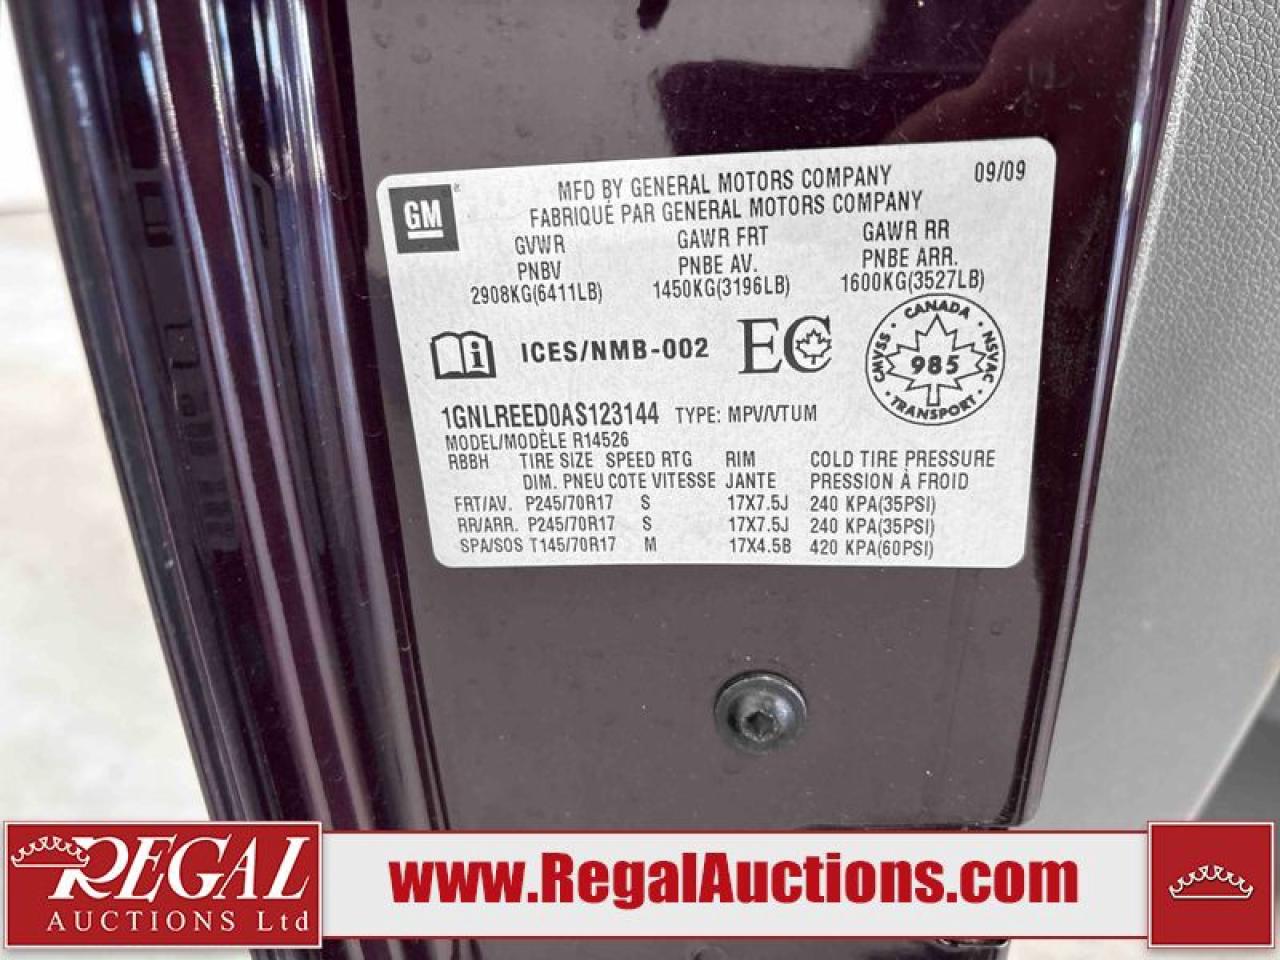 GM
MFD BY GENERAL MOTORS COMPANY 09/09
FABRIQUÉ PAR GENERAL MOTORS COMPANY
GVWR GAWR FRT GAWR RR
PNBV PNBE AV. PNBE ARR.
2908KG(6411LB) 1450KG(3196LB) 1600KG(3527LB)
ICES/NMB-002 EC
CANADA
CMVSS 985 NSVAC
TRANSPORT
1GNLREED0AS123144 TYPE: MPV/VTUM
MODEL/MODÈLE R14526
RBBH TIRE SIZE SPEED RTG RIM COLD TIRE PRESSURE
DIM. PNEU COTE VITESSE JANTE PRESSION À FROID
FRT/AV. P245/70R17 S 17X7.5J 240 KPA(35PSI)
RR/ARR. P245/70R17 S 17X7.5J 240 KPA(35PSI)
SPA/SOS T145/70R17 M 17X4.5B 420 KPA(60PSI)
REGAL
AUCTIONS Ltd
www.RegalAuctions.com